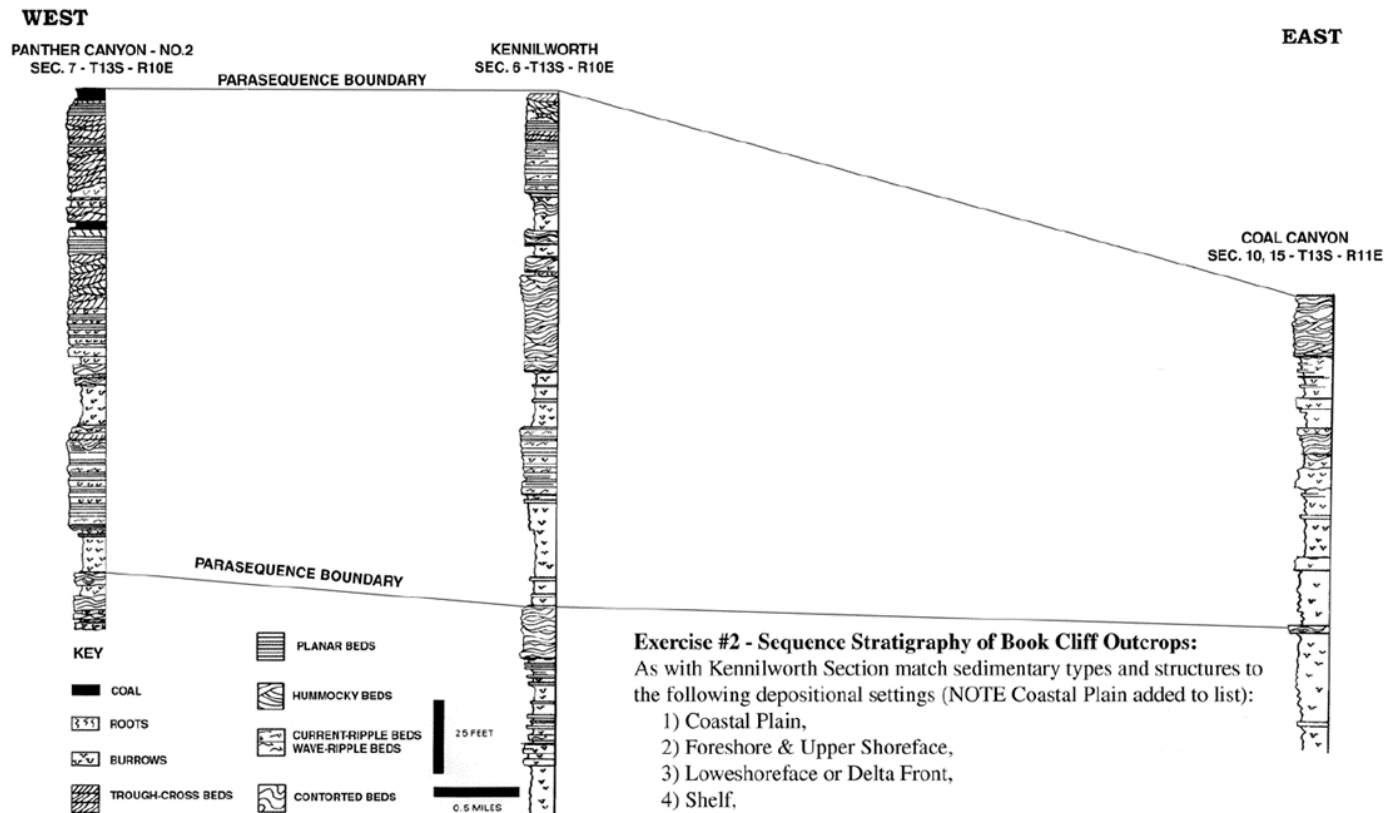 WEST
EAST
PANTHER CANYON - NO.2
SEC. 7 - T13S - R10E
KENNILWORTH
SEC. 6 -T13S - R10E
PARASEQUENCE BOUNDARY
COAL CANYON
SEC. 10, 15 - T13S - R11E
PARASEQUENCE BOUNDARY
KEY
COAL
ROOTS
BURROWS
TROUGH-CROSS BEDS
PLANAR BEDS
HUMMOCKY BEDS
CURRENT-RIPPLE BEDS
WAVE-RIPPLE BEDS
CONTORTED BEDS
25 FEET
0.5 MILES
Exercise #2 - Sequence Stratigraphy of Book Cliff Outcrops:
As with Kennilworth Section match sedimentary types and structures to
the following depositional settings (NOTE Coastal Plain added to list):
1) Coastal Plain,
2) Foreshore & Upper Shoreface,
3) Loweshoreface or Delta Front,
4) Shelf,